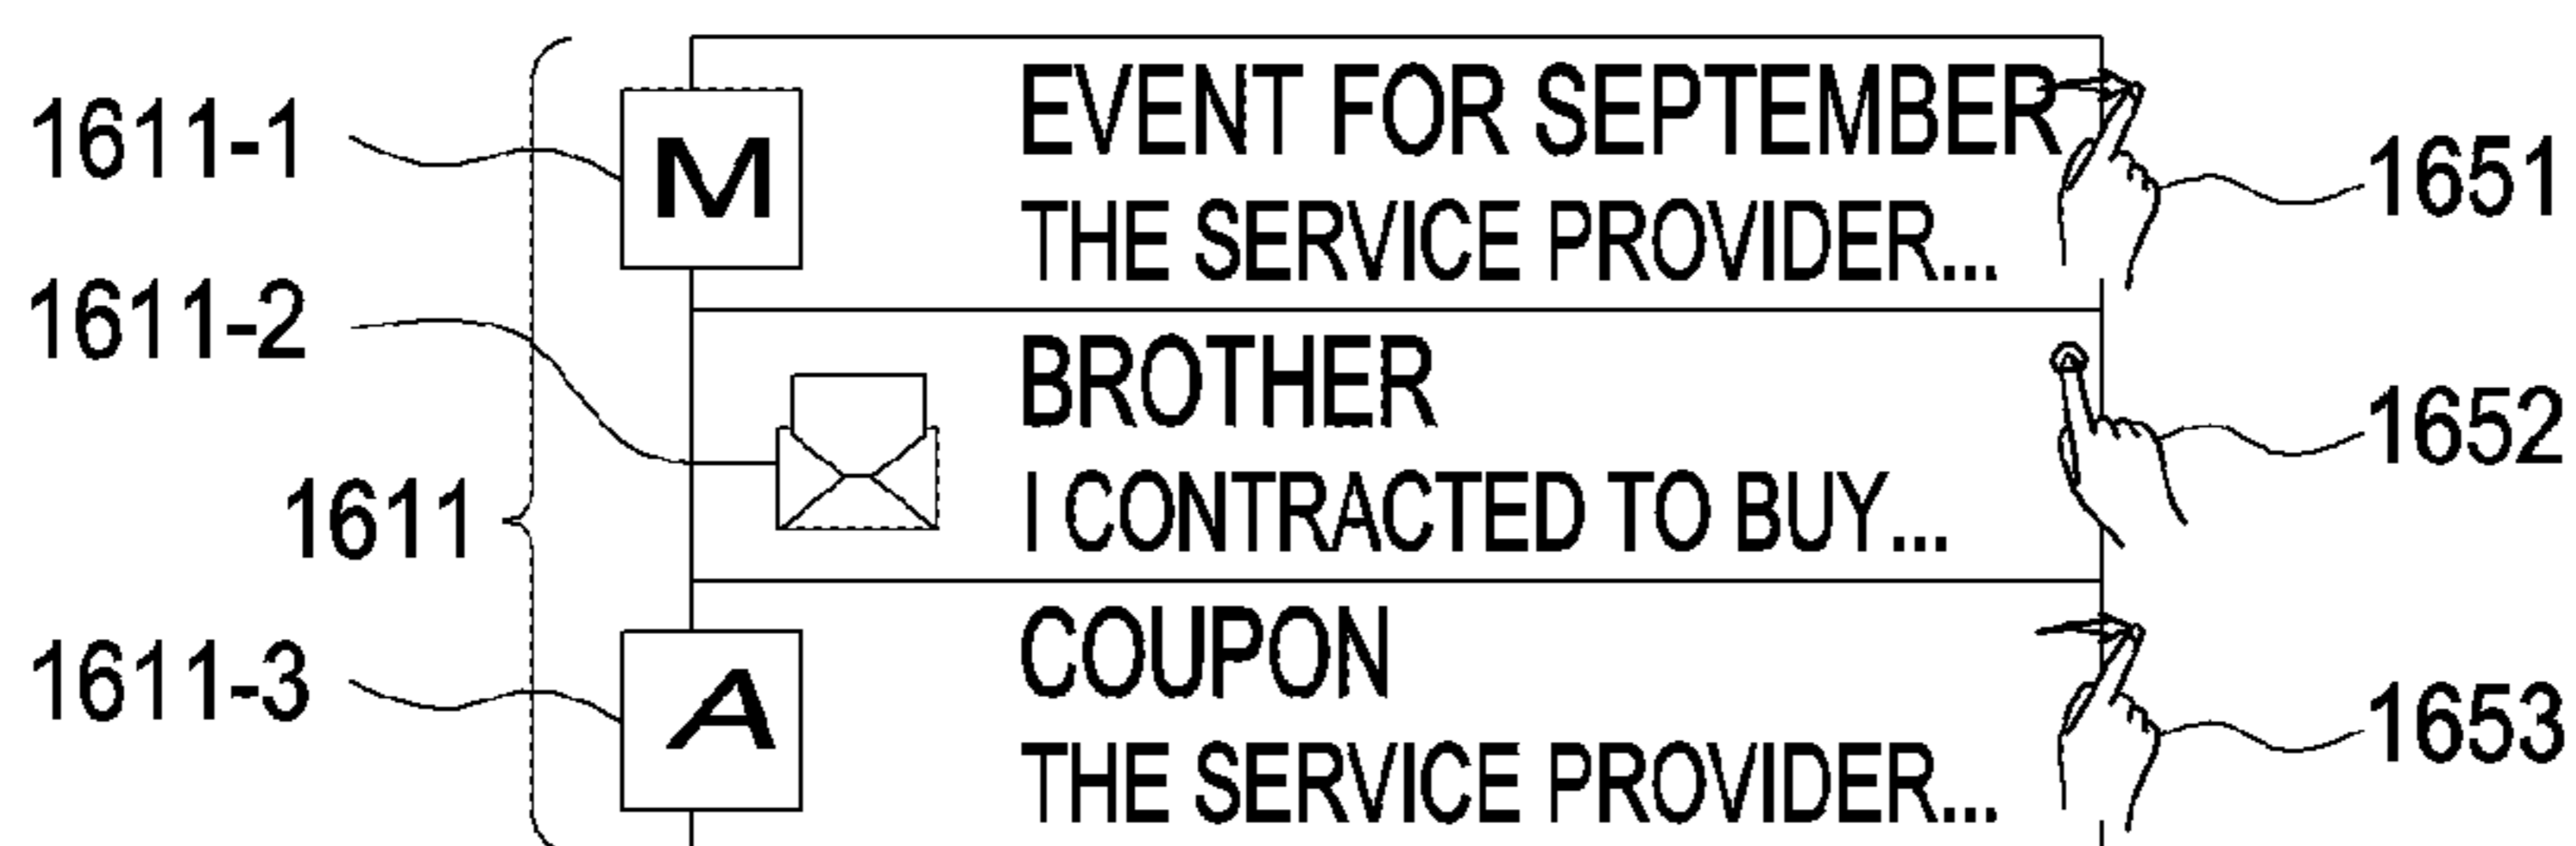 1611-1
M
EVENT FOR SEPTEMBER
THE SERVICE PROVIDER...
1651
1611-2
BROTHER
I CONTRACTED TO BUY...
1652
1611
1611-3
A
COUPON
THE SERVICE PROVIDER...
1653